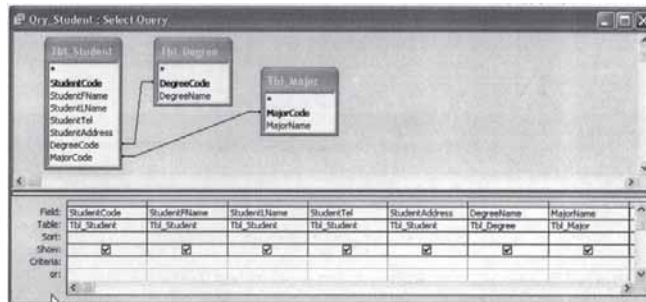 Qry_Student : Select Query
Tbl_Student
*
StudentCode
StudentFName
StudentLName
StudentTel
StudentAddress
DegreeCode
MajorCode
Tbl_Degree
*
DegreeCode
DegreeName
Tbl_Major
*
MajorCode
MajorName
Field: StudentCode StudentFName StudentLName StudentTel StudentAddress DegreeName MajorName
Table: Tbl_Student Tbl_Student Tbl_Student Tbl_Student Tbl_Student Tbl_Degree Tbl_Major
Sort:
Show:
Criteria:
or: